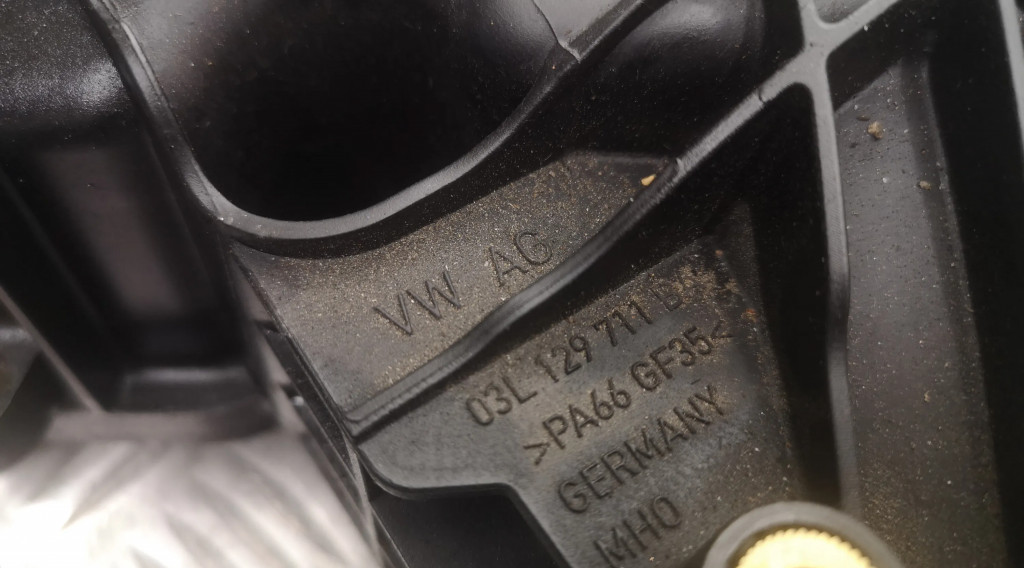 VW AG
03L 129 711
>PA66 GF35<
GERMANY
MHO